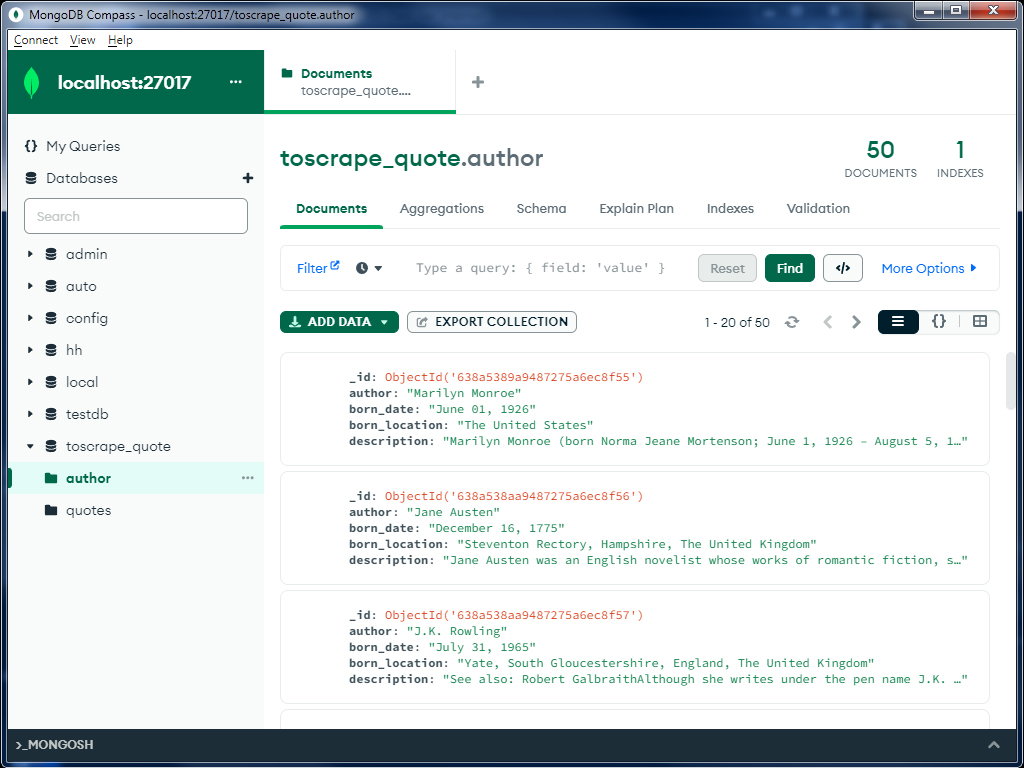 MongoDB Compass - localhost:27017/toscrape_quote.author
Connect View Help
localhost:27017 ...
Documents
toscrape_quote....
+
{} My Queries
Databases +
Search
admin
auto
config
hh
local
testdb
toscrape_quote
author ...
quotes
toscrape_quote.author
50
DOCUMENTS
1
INDEXES
Documents Aggregations Schema Explain Plan Indexes Validation
Filter Type a query: { field: 'value' } Reset Find </> More Options
ADD DATA EXPORT COLLECTION 1 - 20 of 50 {}
_id: ObjectId('638a5389a9487275a6ec8f55')
author: "Marilyn Monroe"
born_date: "June 01, 1926"
born_location: "The United States"
description: "Marilyn Monroe (born Norma Jeane Mortenson; June 1, 1926 – August 5, 1…"
_id: ObjectId('638a538aa9487275a6ec8f56')
author: "Jane Austen"
born_date: "December 16, 1775"
born_location: "Steventon Rectory, Hampshire, The United Kingdom"
description: "Jane Austen was an English novelist whose works of romantic fiction, s…"
_id: ObjectId('638a538aa9487275a6ec8f57')
author: "J.K. Rowling"
born_date: "July 31, 1965"
born_location: "Yate, South Gloucestershire, England, The United Kingdom"
description: "See also: Robert GalbraithAlthough she writes under the pen name J.K. …"
>_MONGOSH